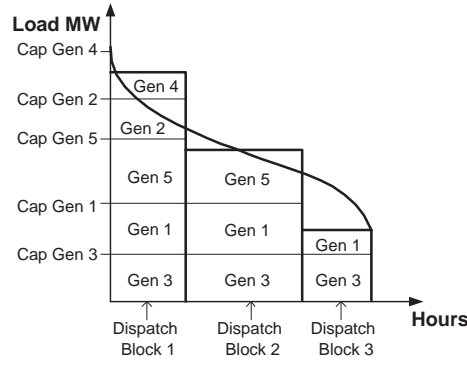 Load MW
Cap Gen 4
Gen 4
Cap Gen 2
Gen 2
Cap Gen 5
Gen 5
Gen 5
Cap Gen 1
Gen 1
Gen 1
Gen 1
Cap Gen 3
Gen 3
Gen 3
Gen 3
Hours
Dispatch
Block 1
Dispatch
Block 2
Dispatch
Block 3